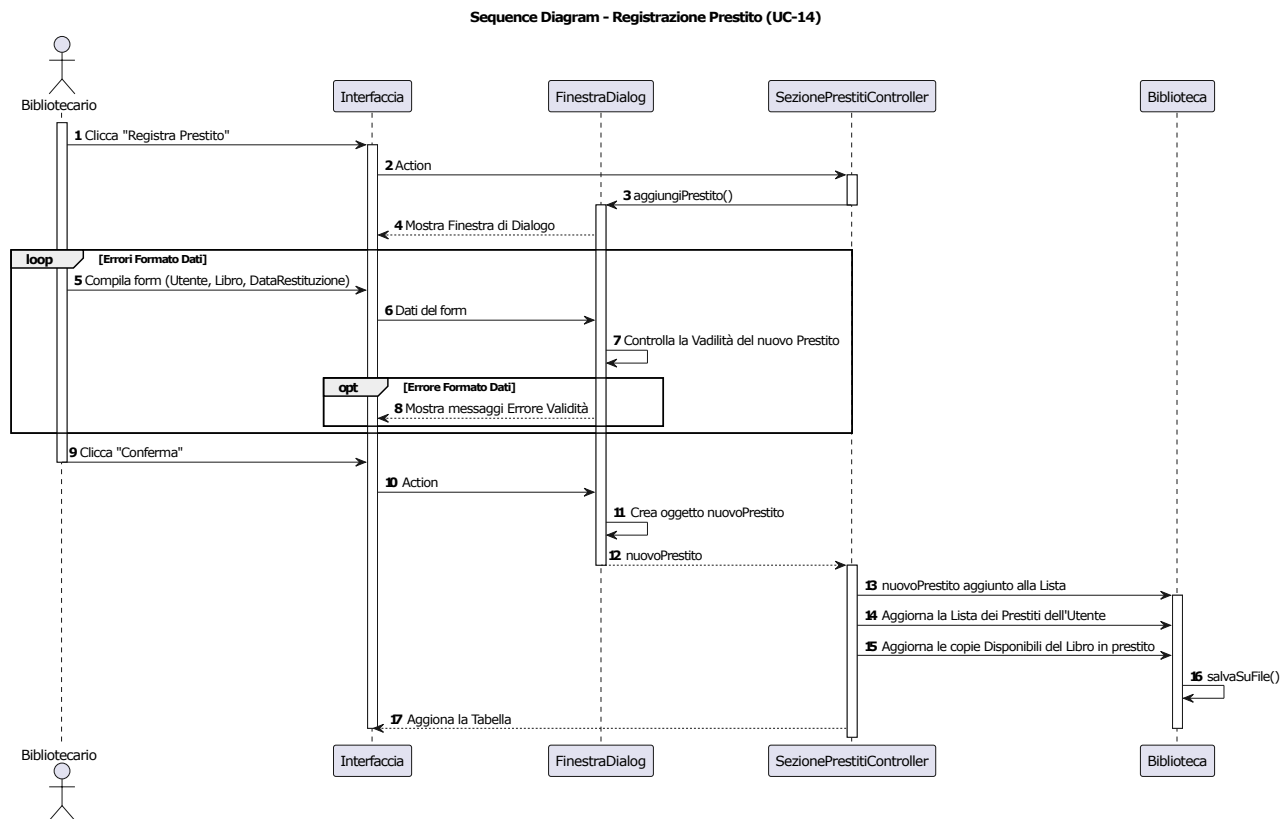 Sequence Diagram - Registrazione Prestito (UC-14)
Bibliotecario
Interfaccia
FinestraDialog
SezionePrestitiController
Biblioteca
1 Clicca "Registra Prestito"
2 Action
3 aggiungiPrestito()
4 Mostra Finestra di Dialogo
loop [Errori Formato Dati]
5 Compila form (Utente, Libro, DataRestituzione)
6 Dati del form
7 Controlla la Vadilità del nuovo Prestito
opt [Errore Formato Dati]
8 Mostra messaggi Errore Validità
9 Clicca "Conferma"
10 Action
11 Crea oggetto nuovoPrestito
12 nuovoPrestito
13 nuovoPrestito aggiunto alla Lista
14 Aggiorna la Lista dei Prestiti dell'Utente
15 Aggiorna le copie Disponibili del Libro in prestito
16 salvaSuFile()
17 Aggiona la Tabella
Bibliotecario
Interfaccia
FinestraDialog
SezionePrestitiController
Biblioteca